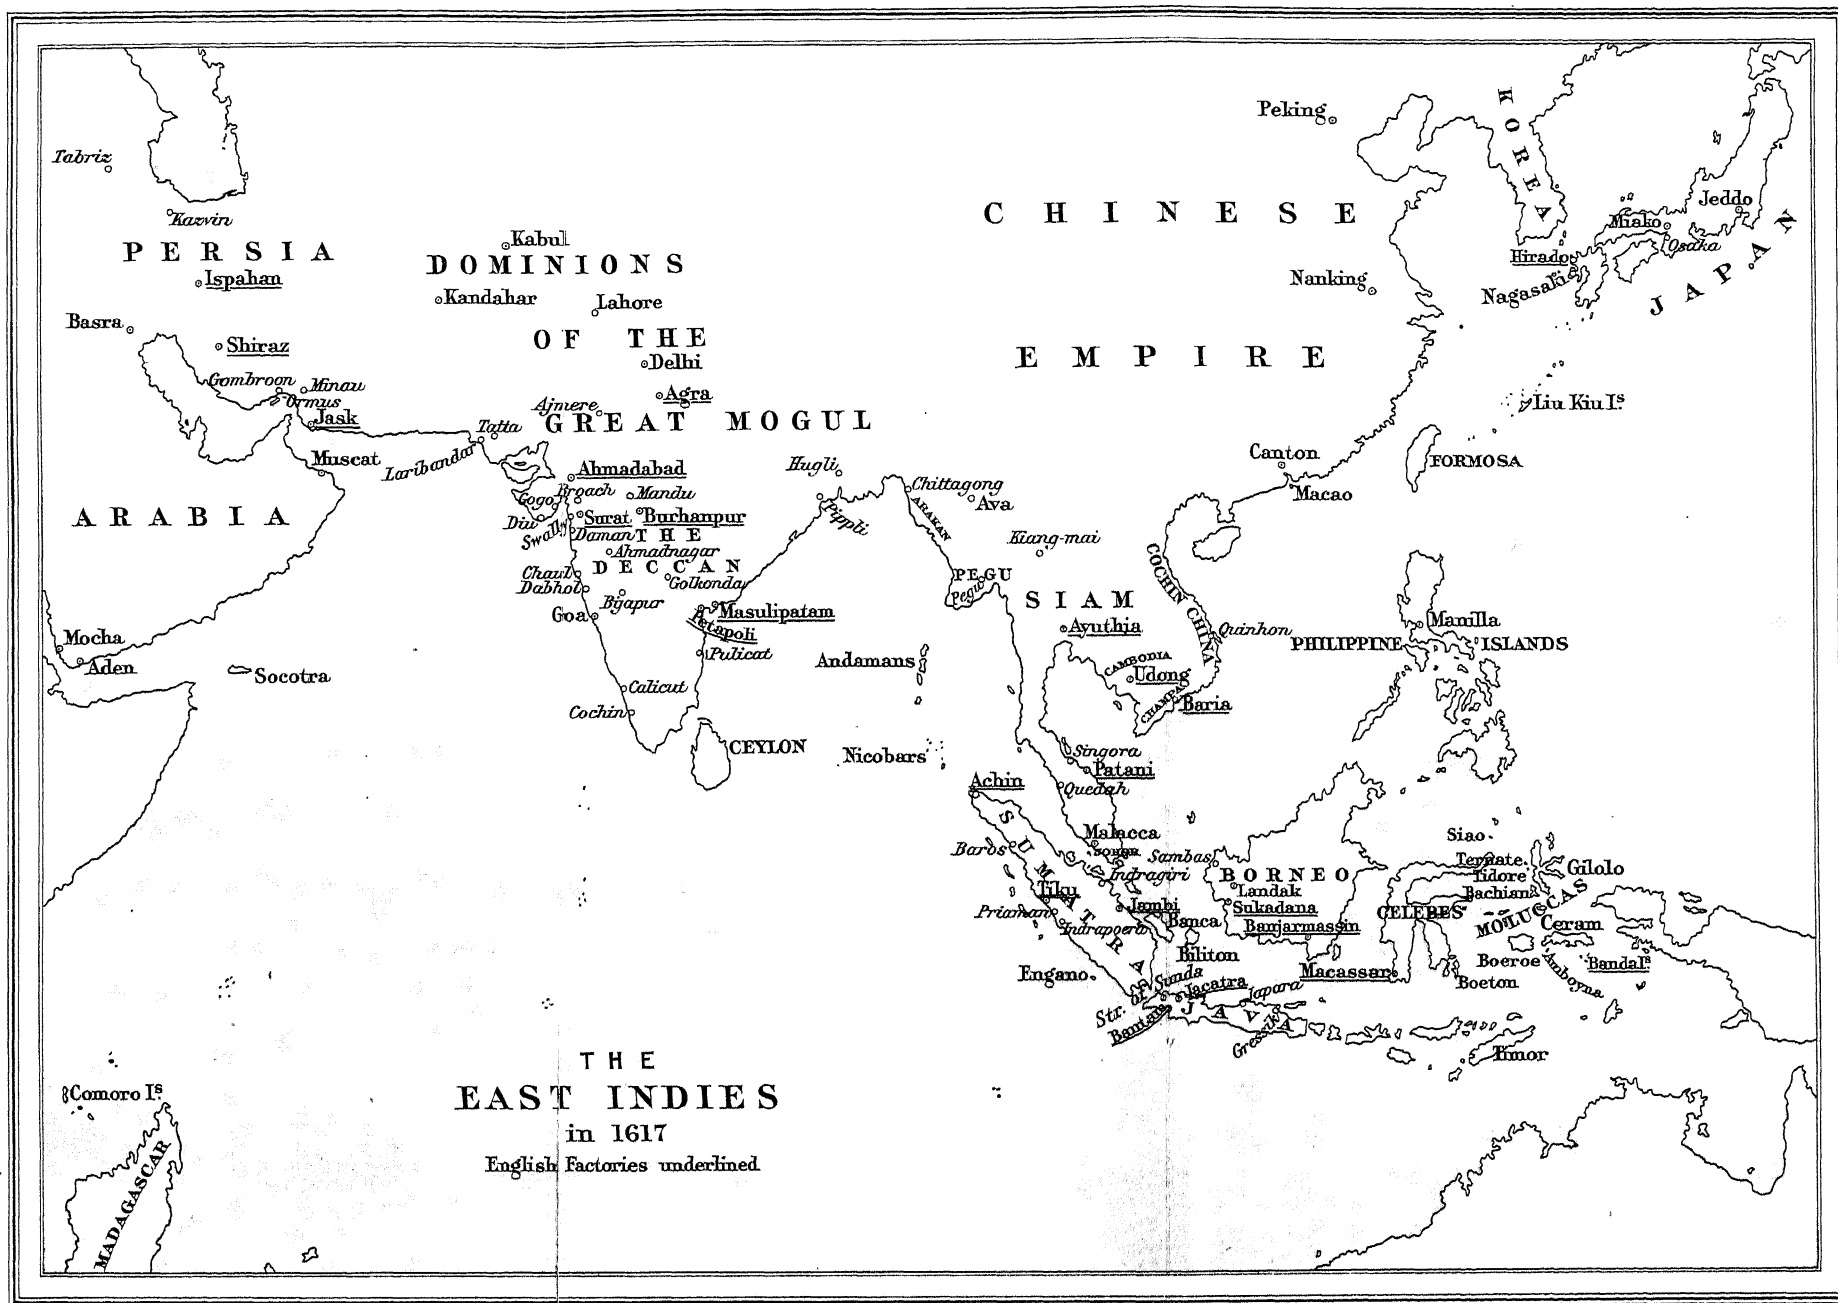 Peking
KOREA
Tabriz
Kazvin
CHINESE
Jeddo
Miako
Osaka
JAPAN
PERSIA
Kabul
DOMINIONS
Hirado
Nagasaki
Ispahan
Kandahar
Lahore
Nanking
Basra
OF THE
Shiraz
Delhi
EMPIRE
Gombroon
Minau
Ormus
Agra
Ajmere
Liu Kiu Is
Jask
Tatta
GREAT MOGUL
Muscat
Laribandar
Ahmadabad
Hugli
Canton
FORMOSA
Gogo
Broach
Mandu
Chittagong
Ava
Macao
ARABIA
Diu
Swally
Surat
Burhanpur
Pippli
ARAKAN
Daman
THE
Ahmadnagar
Kiang-mai
COCHIN CHINA
Chaul
DECCAN
Dabhol
Golkonda
PEGU
Pegu
Goa
Bijapur
Masulipatam
Petapoli
SIAM
Ayuthia
Quinhon
Manilla
PHILIPPINE ISLANDS
Mocha
Aden
Socotra
Pulicat
Andamans
CAMBODIA
Udong
CHAMPA
Baria
Calicut
Cochin
CEYLON
Nicobars
Singora
Patani
Achin
Quedah
SUMATRA
Malacca
JOHOR
Baros
Sambas
Siao
Ternate
Tidore
Bachian
Gilolo
Indragiri
BORNEO
Landak
Tiku
Jambi
Sukadana
CELEBES
MOLUCCAS
Priaman
Indrapoera
Banca
Banjarmassin
Ceram
Biliton
Boeroe
Amboyna
Banda Is
Engano
Str. of Sunda
Macassar
Boeton
Jacatra
Japara
Bantam
JAVA
Gressik
Timor
THE
EAST INDIES
in 1617
English Factories underlined
Comoro Is
MADAGASCAR